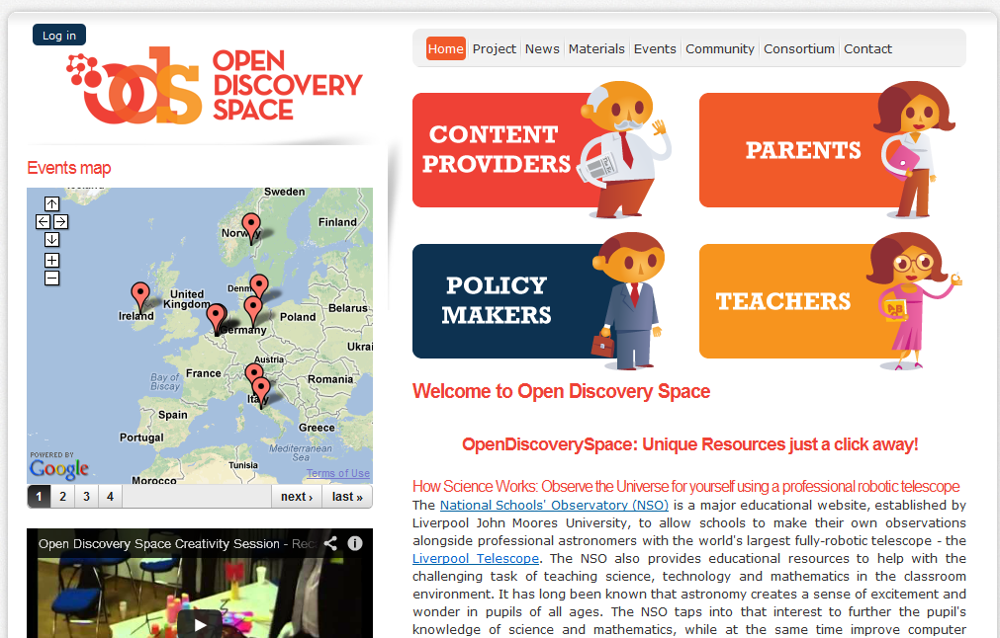 Log in
OPEN
DISCOVERY
SPACE
ods
Home Project News Materials Events Community Consortium Contact
CONTENT
PROVIDERS
PARENTS
POLICY
MAKERS
TEACHERS
ABC
Events map
Sweden
Finland
Norway
Denm
United
Kingdom
Ireland
Belarus
Poland
Germany
Ukrai
Austria
France
Bay of
Biscay
Romania
Italy
Spain
Portugal
Greece
Mediterranean
Sea
Tunisia
Morocco
POWERED BY
Google
Terms of Use
1 2 3 4 next › last »
Open Discovery Space Creativity Session - Rec
Welcome to Open Discovery Space
OpenDiscoverySpace: Unique Resources just a click away!
How Science Works: Observe the Universe for yourself using a professional robotic telescope
The National Schools' Observatory (NSO) is a major educational website, established by
Liverpool John Moores University, to allow schools to make their own observations
alongside professional astronomers with the world's largest fully-robotic telescope - the
Liverpool Telescope. The NSO also provides educational resources to help with the
challenging task of teaching science, technology and mathematics in the classroom
environment. It has long been known that astronomy creates a sense of excitement and
wonder in pupils of all ages. The NSO taps into that interest to further the pupil's
knowledge of science and mathematics, while at the same time improve computer